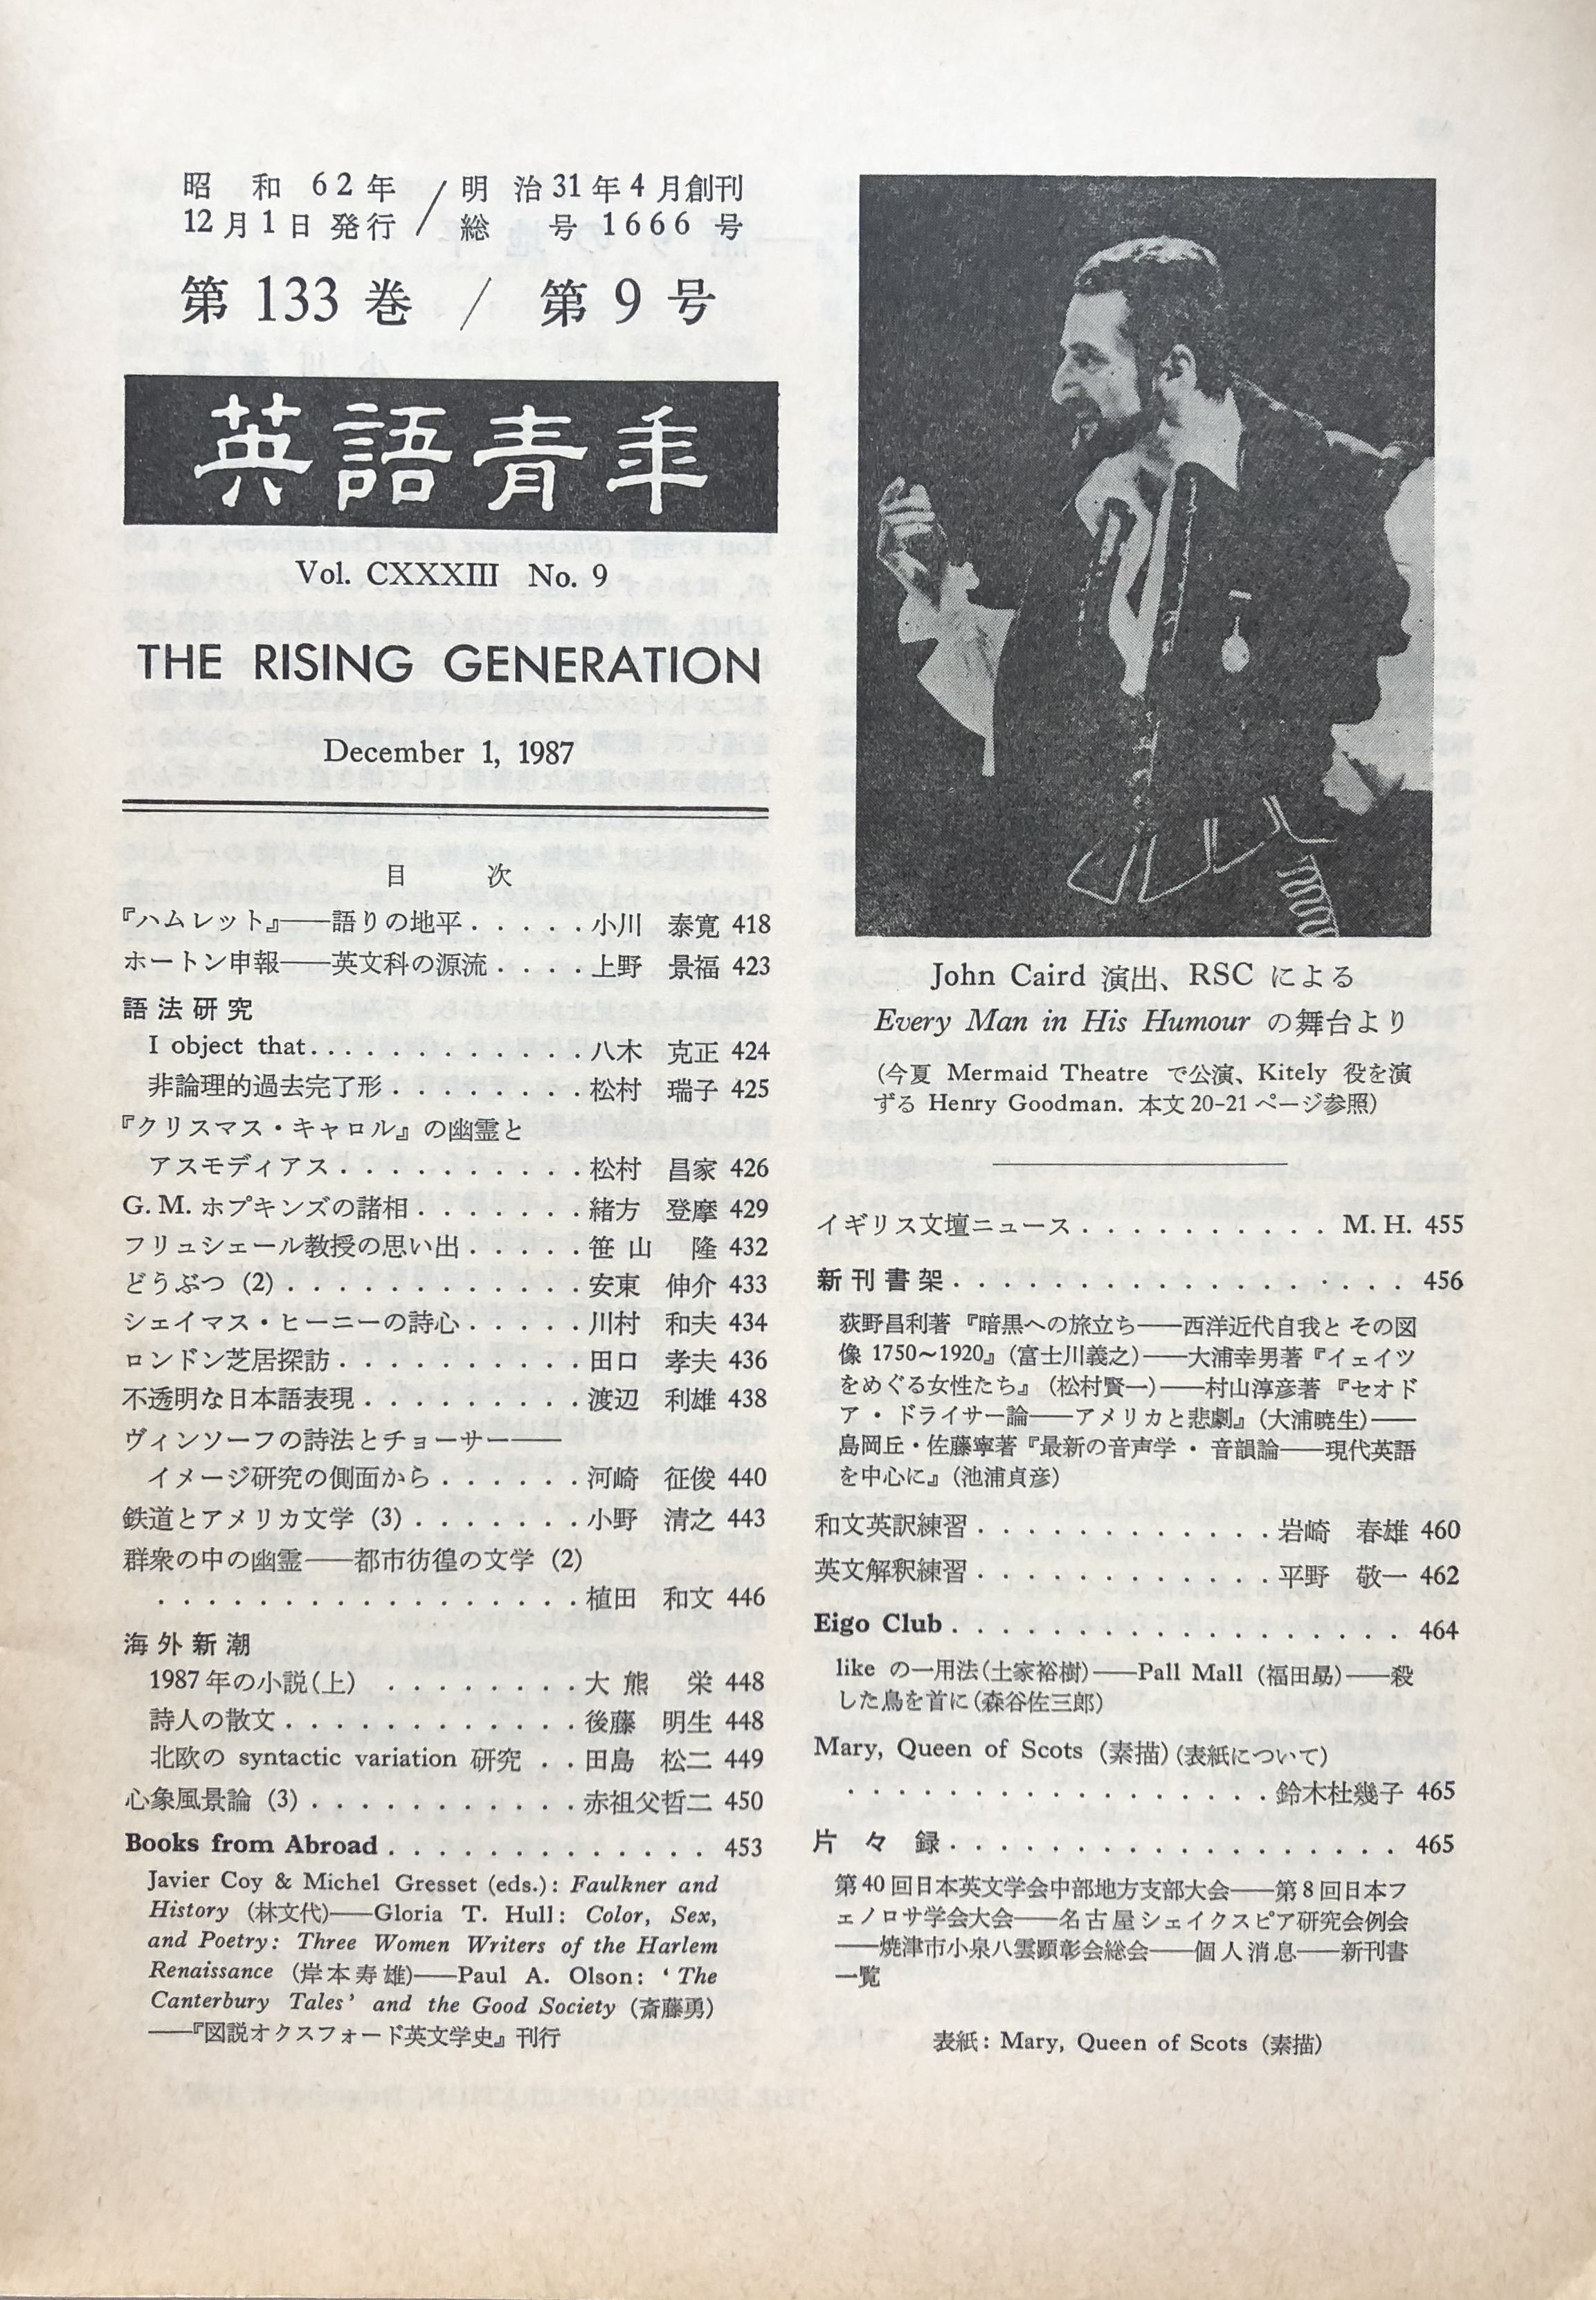 昭和62年／明治31年4月創刊
12月1日発行／総号1666号
第133巻／第9号
英語青年
Vol. CXXXIII No. 9
THE RISING GENERATION
December 1, 1987
目次
『ハムレット』――語りの地平.....小川 泰寛 418
ホートン申報――英文科の源流....上野 景福 423
語法研究
I object that............八木 克正 424
非論理的過去完了形........松村 瑞子 425
『クリスマス・キャロル』の幽霊と
アスモディアス..........松村 昌家 426
G. M. ホプキンズの諸相.......緒方 登摩 429
フリュシェール教授の思い出.....笹山 隆 432
どうぶつ (2)............安東 伸介 433
シェイマス・ヒーニーの詩心.....川村 和夫 434
ロンドン芝居探訪..........田口 孝夫 436
不透明な日本語表現.........渡辺 利雄 438
ヴィンソーフの詩法とチョーサー――
イメージ研究の側面から......河崎 征俊 440
鉄道とアメリカ文学 (3).......小野 清之 443
群衆の中の幽霊――都市彷徨の文学 (2)
.................植田 和文 446
海外新潮
1987年の小説(上) ........大熊 栄 448
詩人の散文............後藤 明生 448
北欧の syntactic variation 研究 ..田島 松二 449
心象風景論 (3)...........赤祖父哲二 450
Books from Abroad............. 453
Javier Coy & Michel Gresset (eds.): Faulkner and
History (林文代)――Gloria T. Hull: Color, Sex,
and Poetry: Three Women Writers of the Harlem
Renaissance (岸本寿雄)――Paul A. Olson: ‘The
Canterbury Tales’ and the Good Society (斎藤勇)
――『図説オクスフォード英文学史』刊行
John Caird 演出、RSC による
Every Man in His Humour の舞台より
(今夏 Mermaid Theatre で公演、Kitely 役を演
ずる Henry Goodman. 本文20-21ページ参照)
イギリス文壇ニュース.......... M. H. 455
新刊書架.................. 456
荻野昌利著『暗黒への旅立ち――西洋近代自我とその図
像 1750～1920』(富士川義之)――大浦幸男著『イェイツ
をめぐる女性たち』(松村賢一)――村山淳彦著『セオド
ア・ドライサー論――アメリカと悲劇』(大浦暁生)――
島岡丘・佐藤寧著『最新の音声学・音韻論――現代英語
を中心に』(池浦貞彦)
和文英訳練習............岩崎 春雄 460
英文解釈練習............平野 敬一 462
Eigo Club.................. 464
like の一用法(土家裕樹)――Pall Mall (福田勗)――殺
した鳥を首に(森谷佐三郎)
Mary, Queen of Scots (素描)(表紙について)
.................鈴木杜幾子 465
片々録.................. 465
第40回日本英文学会中部地方支部大会――第8回日本フ
ェノロサ学会大会――名古屋シェイクスピア研究会例会
――焼津市小泉八雲顕彰会総会――個人消息――新刊書
一覧
表紙: Mary, Queen of Scots (素描)